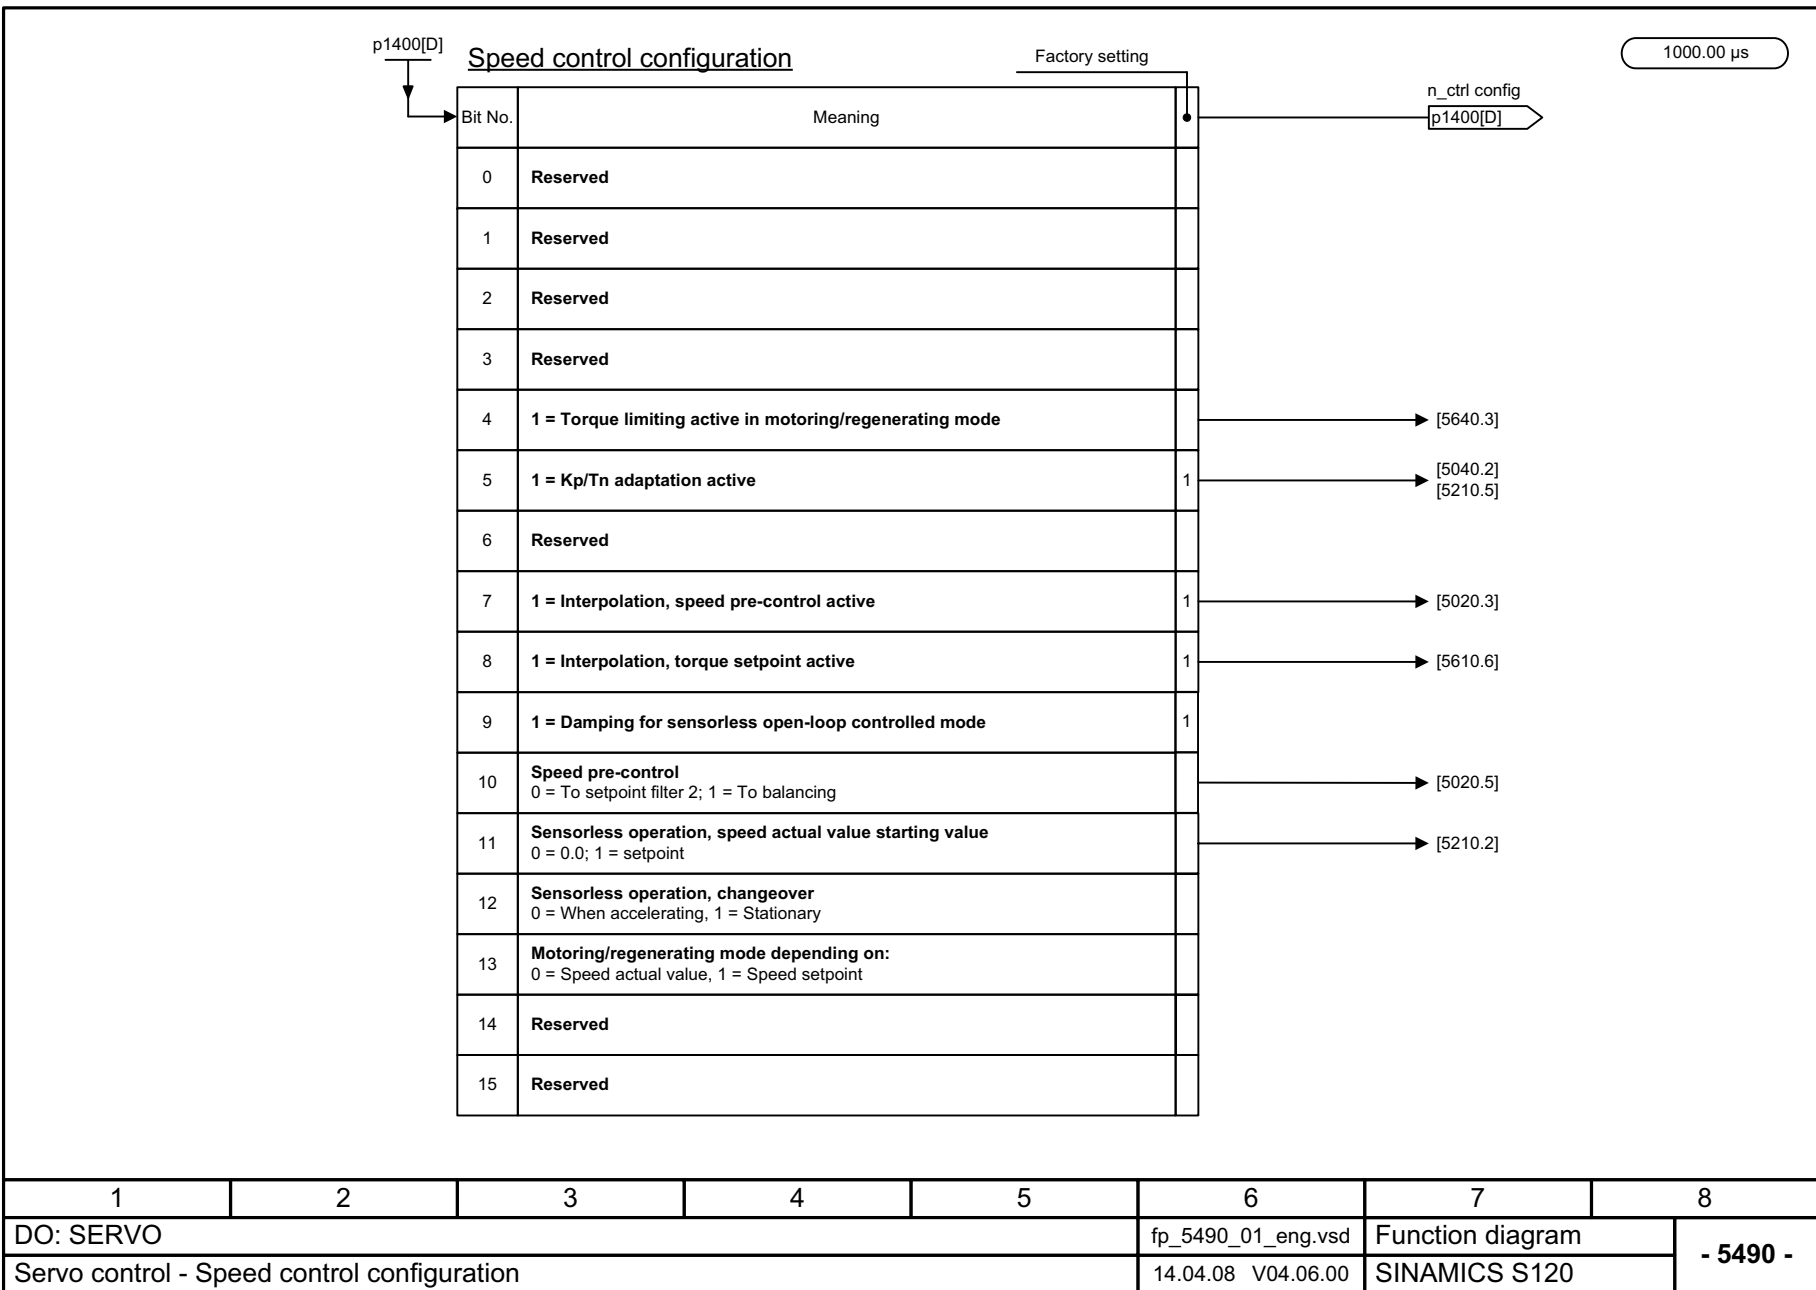 p1400[D]
Speed control configuration
Factory setting
1000.00 µs
n_ctrl config
p1400[D]
Bit No.
Meaning
0 Reserved
1 Reserved
2 Reserved
3 Reserved
4 1 = Torque limiting active in motoring/regenerating mode [5640.3]
5 1 = Kp/Tn adaptation active 1 [5040.2]
[5210.5]
6 Reserved
7 1 = Interpolation, speed pre-control active 1 [5020.3]
8 1 = Interpolation, torque setpoint active 1 [5610.6]
9 1 = Damping for sensorless open-loop controlled mode 1
10 Speed pre-control
0 = To setpoint filter 2; 1 = To balancing [5020.5]
11 Sensorless operation, speed actual value starting value
0 = 0.0; 1 = setpoint [5210.2]
12 Sensorless operation, changeover
0 = When accelerating, 1 = Stationary
13 Motoring/regenerating mode depending on:
0 = Speed actual value, 1 = Speed setpoint
14 Reserved
15 Reserved
1 2 3 4 5 6 7 8
DO: SERVO fp_5490_01_eng.vsd Function diagram
- 5490 -
Servo control - Speed control configuration 14.04.08 V04.06.00 SINAMICS S120